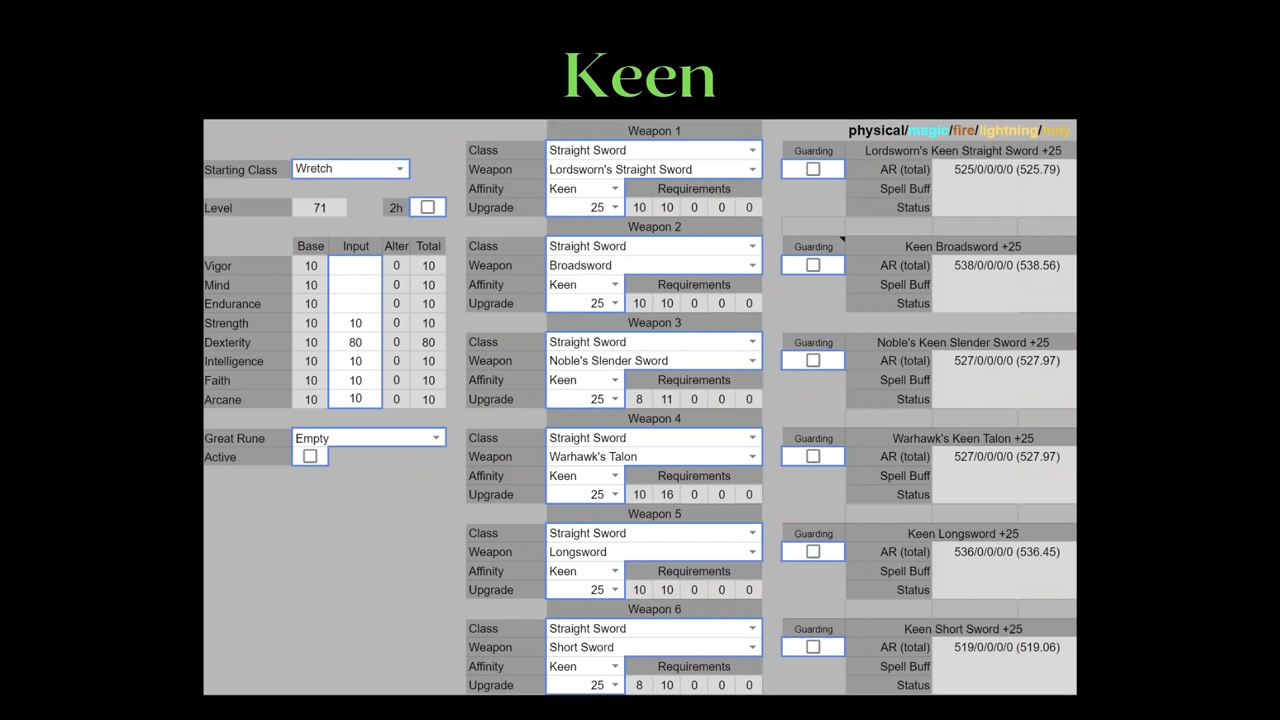 Keen
Weapon 1
physical/magic/fire/lightning/holy
Class Straight Sword Guarding Lordsworn's Keen Straight Sword +25
Starting Class Wretch Weapon Lordsworn's Straight Sword AR (total) 525/0/0/0/0 (525.79)
Affinity Keen Requirements Spell Buff
Level 71 2h Upgrade 25 10 10 0 0 0 Status
Weapon 2
Base Input Alter Total Class Straight Sword Guarding Keen Broadsword +25
Vigor 10 0 10 Weapon Broadsword AR (total) 538/0/0/0/0 (538.56)
Mind 10 0 10 Affinity Keen Requirements Spell Buff
Endurance 10 0 10 Upgrade 25 10 10 0 0 0 Status
Strength 10 10 0 10 Weapon 3
Dexterity 10 80 0 80 Class Straight Sword Guarding Noble's Keen Slender Sword +25
Intelligence 10 10 0 10 Weapon Noble's Slender Sword AR (total) 527/0/0/0/0 (527.97)
Faith 10 10 0 10 Affinity Keen Requirements Spell Buff
Arcane 10 10 0 10 Upgrade 25 8 11 0 0 0 Status
Weapon 4
Great Rune Empty Class Straight Sword Guarding Warhawk's Keen Talon +25
Active Weapon Warhawk's Talon AR (total) 527/0/0/0/0 (527.97)
Affinity Keen Requirements Spell Buff
Upgrade 25 10 16 0 0 0 Status
Weapon 5
Class Straight Sword Guarding Keen Longsword +25
Weapon Longsword AR (total) 536/0/0/0/0 (536.45)
Affinity Keen Requirements Spell Buff
Upgrade 25 10 10 0 0 0 Status
Weapon 6
Class Straight Sword Guarding Keen Short Sword +25
Weapon Short Sword AR (total) 519/0/0/0/0 (519.06)
Affinity Keen Requirements Spell Buff
Upgrade 25 8 10 0 0 0 Status